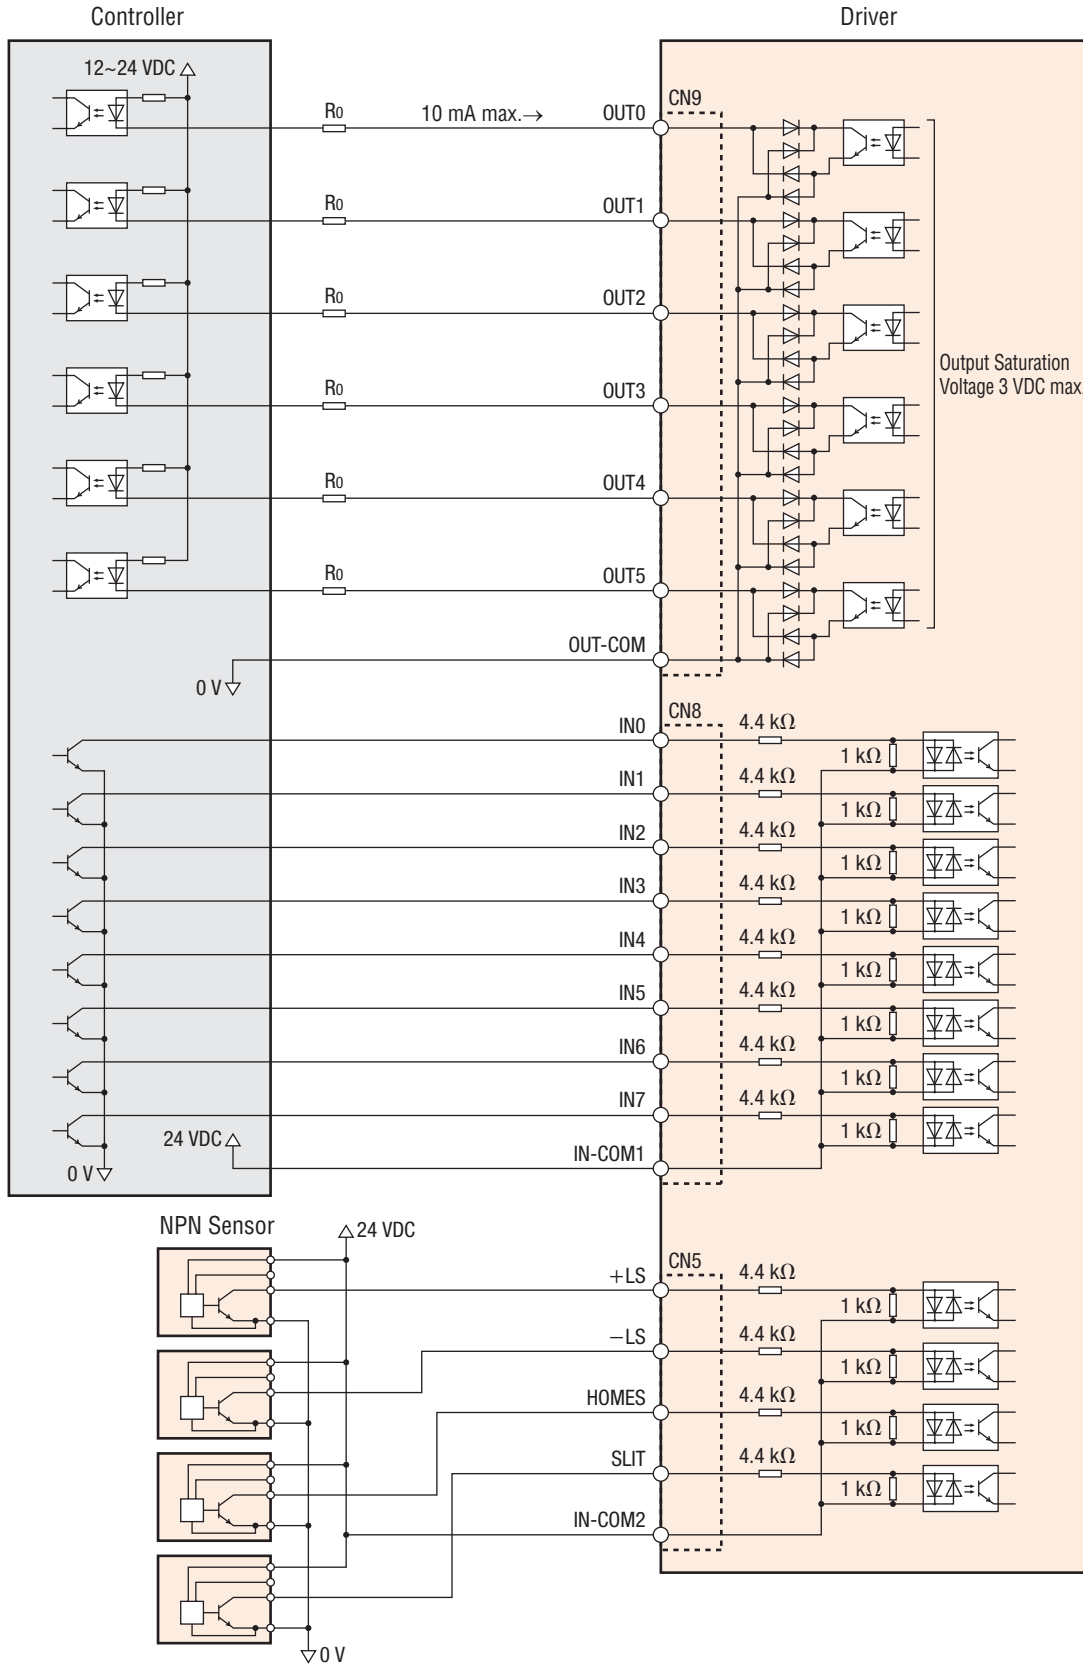 Controller
Driver
12~24 VDC
CN9
R0
10 mA max.→
OUT0
R0
OUT1
R0
OUT2
Output Saturation
Voltage 3 VDC max.
R0
OUT3
R0
OUT4
R0
OUT5
OUT-COM
0 V
CN8
IN0
4.4 kΩ
1 kΩ
IN1
4.4 kΩ
1 kΩ
IN2
4.4 kΩ
1 kΩ
IN3
4.4 kΩ
1 kΩ
IN4
4.4 kΩ
1 kΩ
IN5
4.4 kΩ
1 kΩ
IN6
4.4 kΩ
1 kΩ
IN7
4.4 kΩ
1 kΩ
24 VDC
IN-COM1
0 V
NPN Sensor
24 VDC
CN5
+LS
4.4 kΩ
1 kΩ
−LS
4.4 kΩ
1 kΩ
HOMES
4.4 kΩ
1 kΩ
SLIT
4.4 kΩ
1 kΩ
IN-COM2
0 V